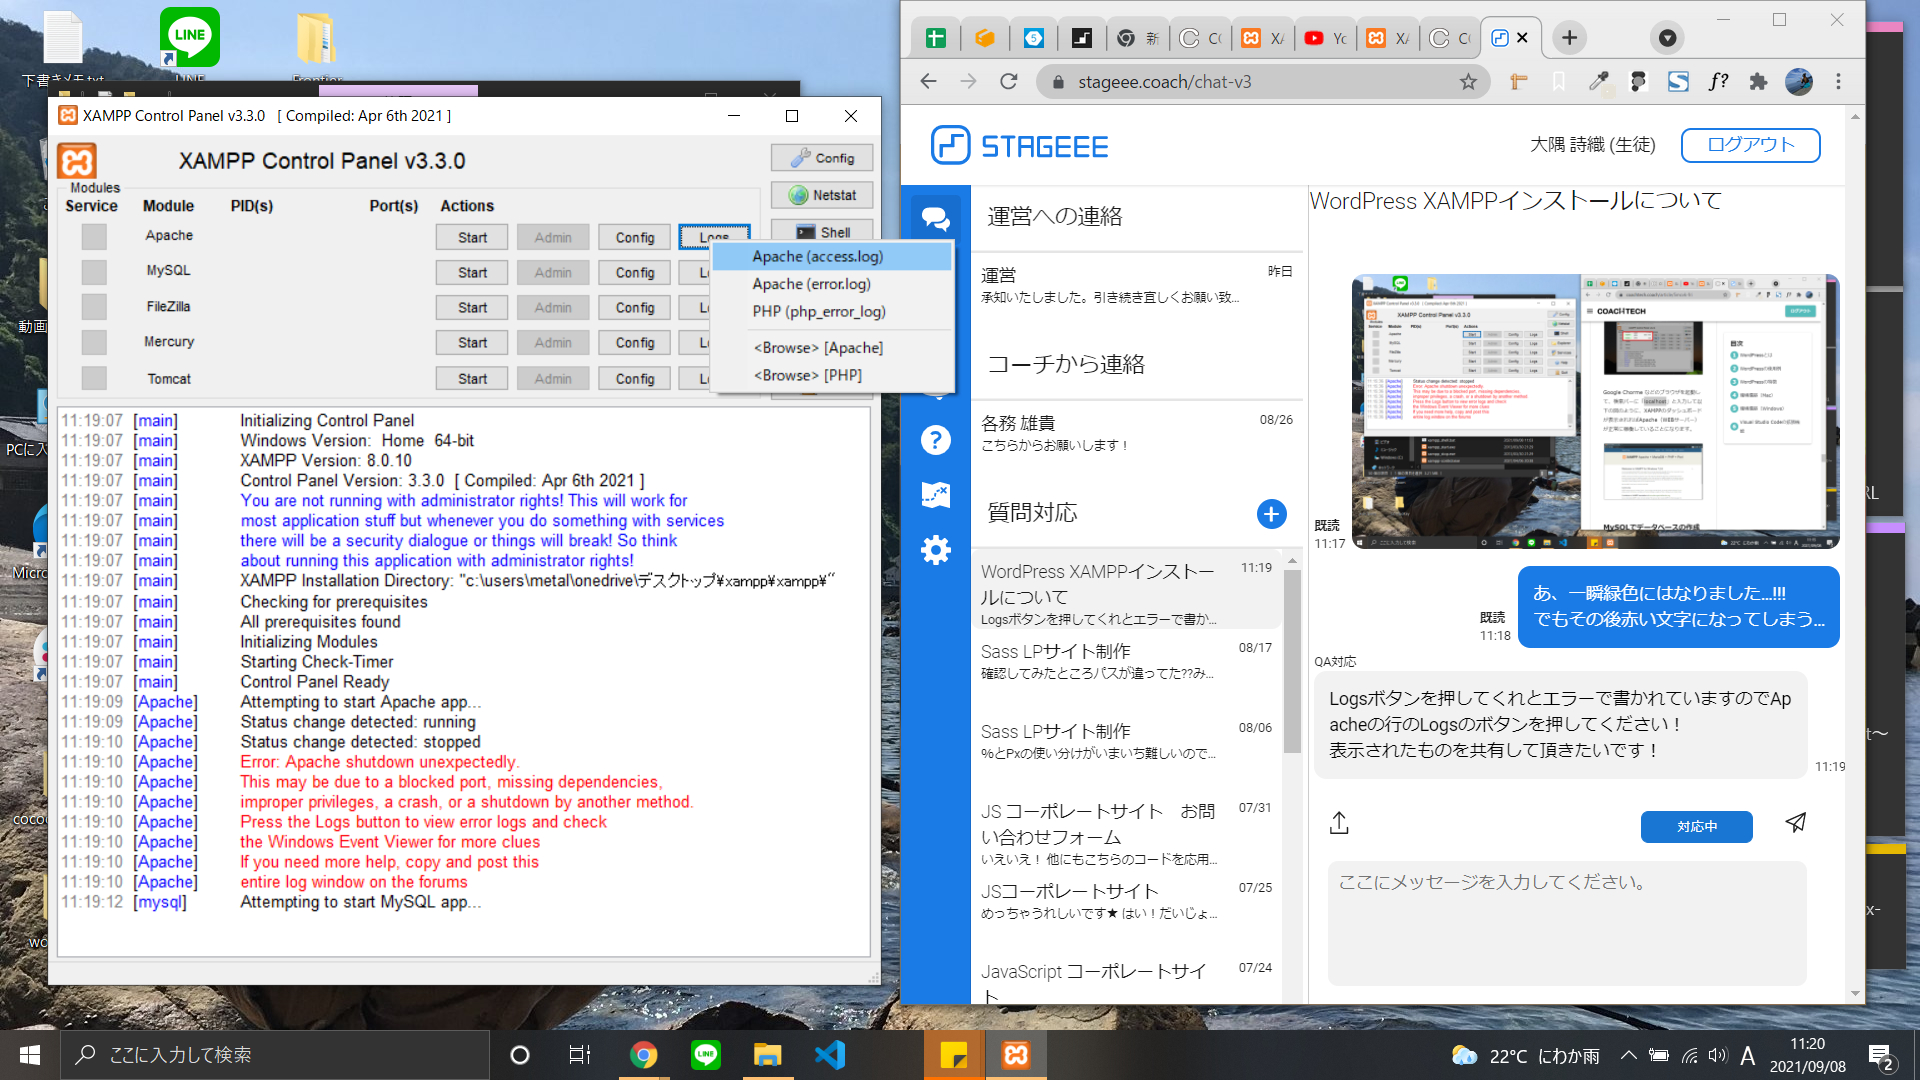 下書きメモ.txt
LINE
Frontier
XAMPP Control Panel v3.3.0 [ Compiled: Apr 6th 2021 ]
XAMPP Control Panel v3.3.0
Config
Netstat
Shell
Modules
Service Module PID(s) Port(s) Actions
Apache Start Admin Config Logs
MySQL Start Admin Config
FileZilla Start Admin Config
Mercury Start Admin Config
Tomcat Start Admin Config
Apache (access.log)
Apache (error.log)
PHP (php_error_log)
<Browse> [Apache]
<Browse> [PHP]
11:19:07 [main] Initializing Control Panel
11:19:07 [main] Windows Version: Home 64-bit
11:19:07 [main] XAMPP Version: 8.0.10
11:19:07 [main] Control Panel Version: 3.3.0 [ Compiled: Apr 6th 2021 ]
11:19:07 [main] You are not running with administrator rights! This will work for
11:19:07 [main] most application stuff but whenever you do something with services
11:19:07 [main] there will be a security dialogue or things will break! So think
11:19:07 [main] about running this application with administrator rights!
11:19:07 [main] XAMPP Installation Directory: "c:\users\metal\onedrive\デスクトップ\xampp\xampp\"
11:19:07 [main] Checking for prerequisites
11:19:07 [main] All prerequisites found
11:19:07 [main] Initializing Modules
11:19:07 [main] Starting Check-Timer
11:19:07 [main] Control Panel Ready
11:19:09 [Apache] Attempting to start Apache app...
11:19:09 [Apache] Status change detected: running
11:19:10 [Apache] Status change detected: stopped
11:19:10 [Apache] Error: Apache shutdown unexpectedly.
11:19:10 [Apache] This may be due to a blocked port, missing dependencies,
11:19:10 [Apache] improper privileges, a crash, or a shutdown by another method.
11:19:10 [Apache] Press the Logs button to view error logs and check
11:19:10 [Apache] the Windows Event Viewer for more clues
11:19:10 [Apache] If you need more help, copy and post this
11:19:10 [Apache] entire log window on the forums
11:19:12 [mysql] Attempting to start MySQL app...
stageee.coach/chat-v3
STAGEEE
大隅 詩織 (生徒)
ログアウト
運営への連絡
運営 昨日
承知いたしました。引き続き宜しくお願い致...
コーチから連絡
各務 雄貴 08/26
こちらからお願いします！
質問対応
WordPress XAMPPインストー 11:19
ルについて
Logsボタンを押してくれとエラーで書か...
Sass LPサイト制作 08/17
確認してみたところパスが違ってた??み...
Sass LPサイト制作 08/06
%とPxの使い分けがいまいち難しいので...
JS コーポレートサイト　お問 07/31
い合わせフォーム
いえいえ！ 他にもこちらのコードを応用...
JSコーポレートサイト 07/25
めっちゃうれしいです★ はい！だいじょ...
JavaScript コーポレートサイ 07/24
ト
WordPress XAMPPインストールについて
COACHTECH
目次
MySQLでデータベースの作成
既読
11:17
あ、一瞬緑色にはなりました...!!!
でもその後赤い文字になってしまう...
既読
11:18
QA対応
Logsボタンを押してくれとエラーで書かれていますのでAp
acheの行のLogsのボタンを押してください！
表示されたものを共有して頂きたいです！
11:19
対応中
ここにメッセージを入力してください。
ここに入力して検索
22°C にわか雨
A
11:20
2021/09/08
2